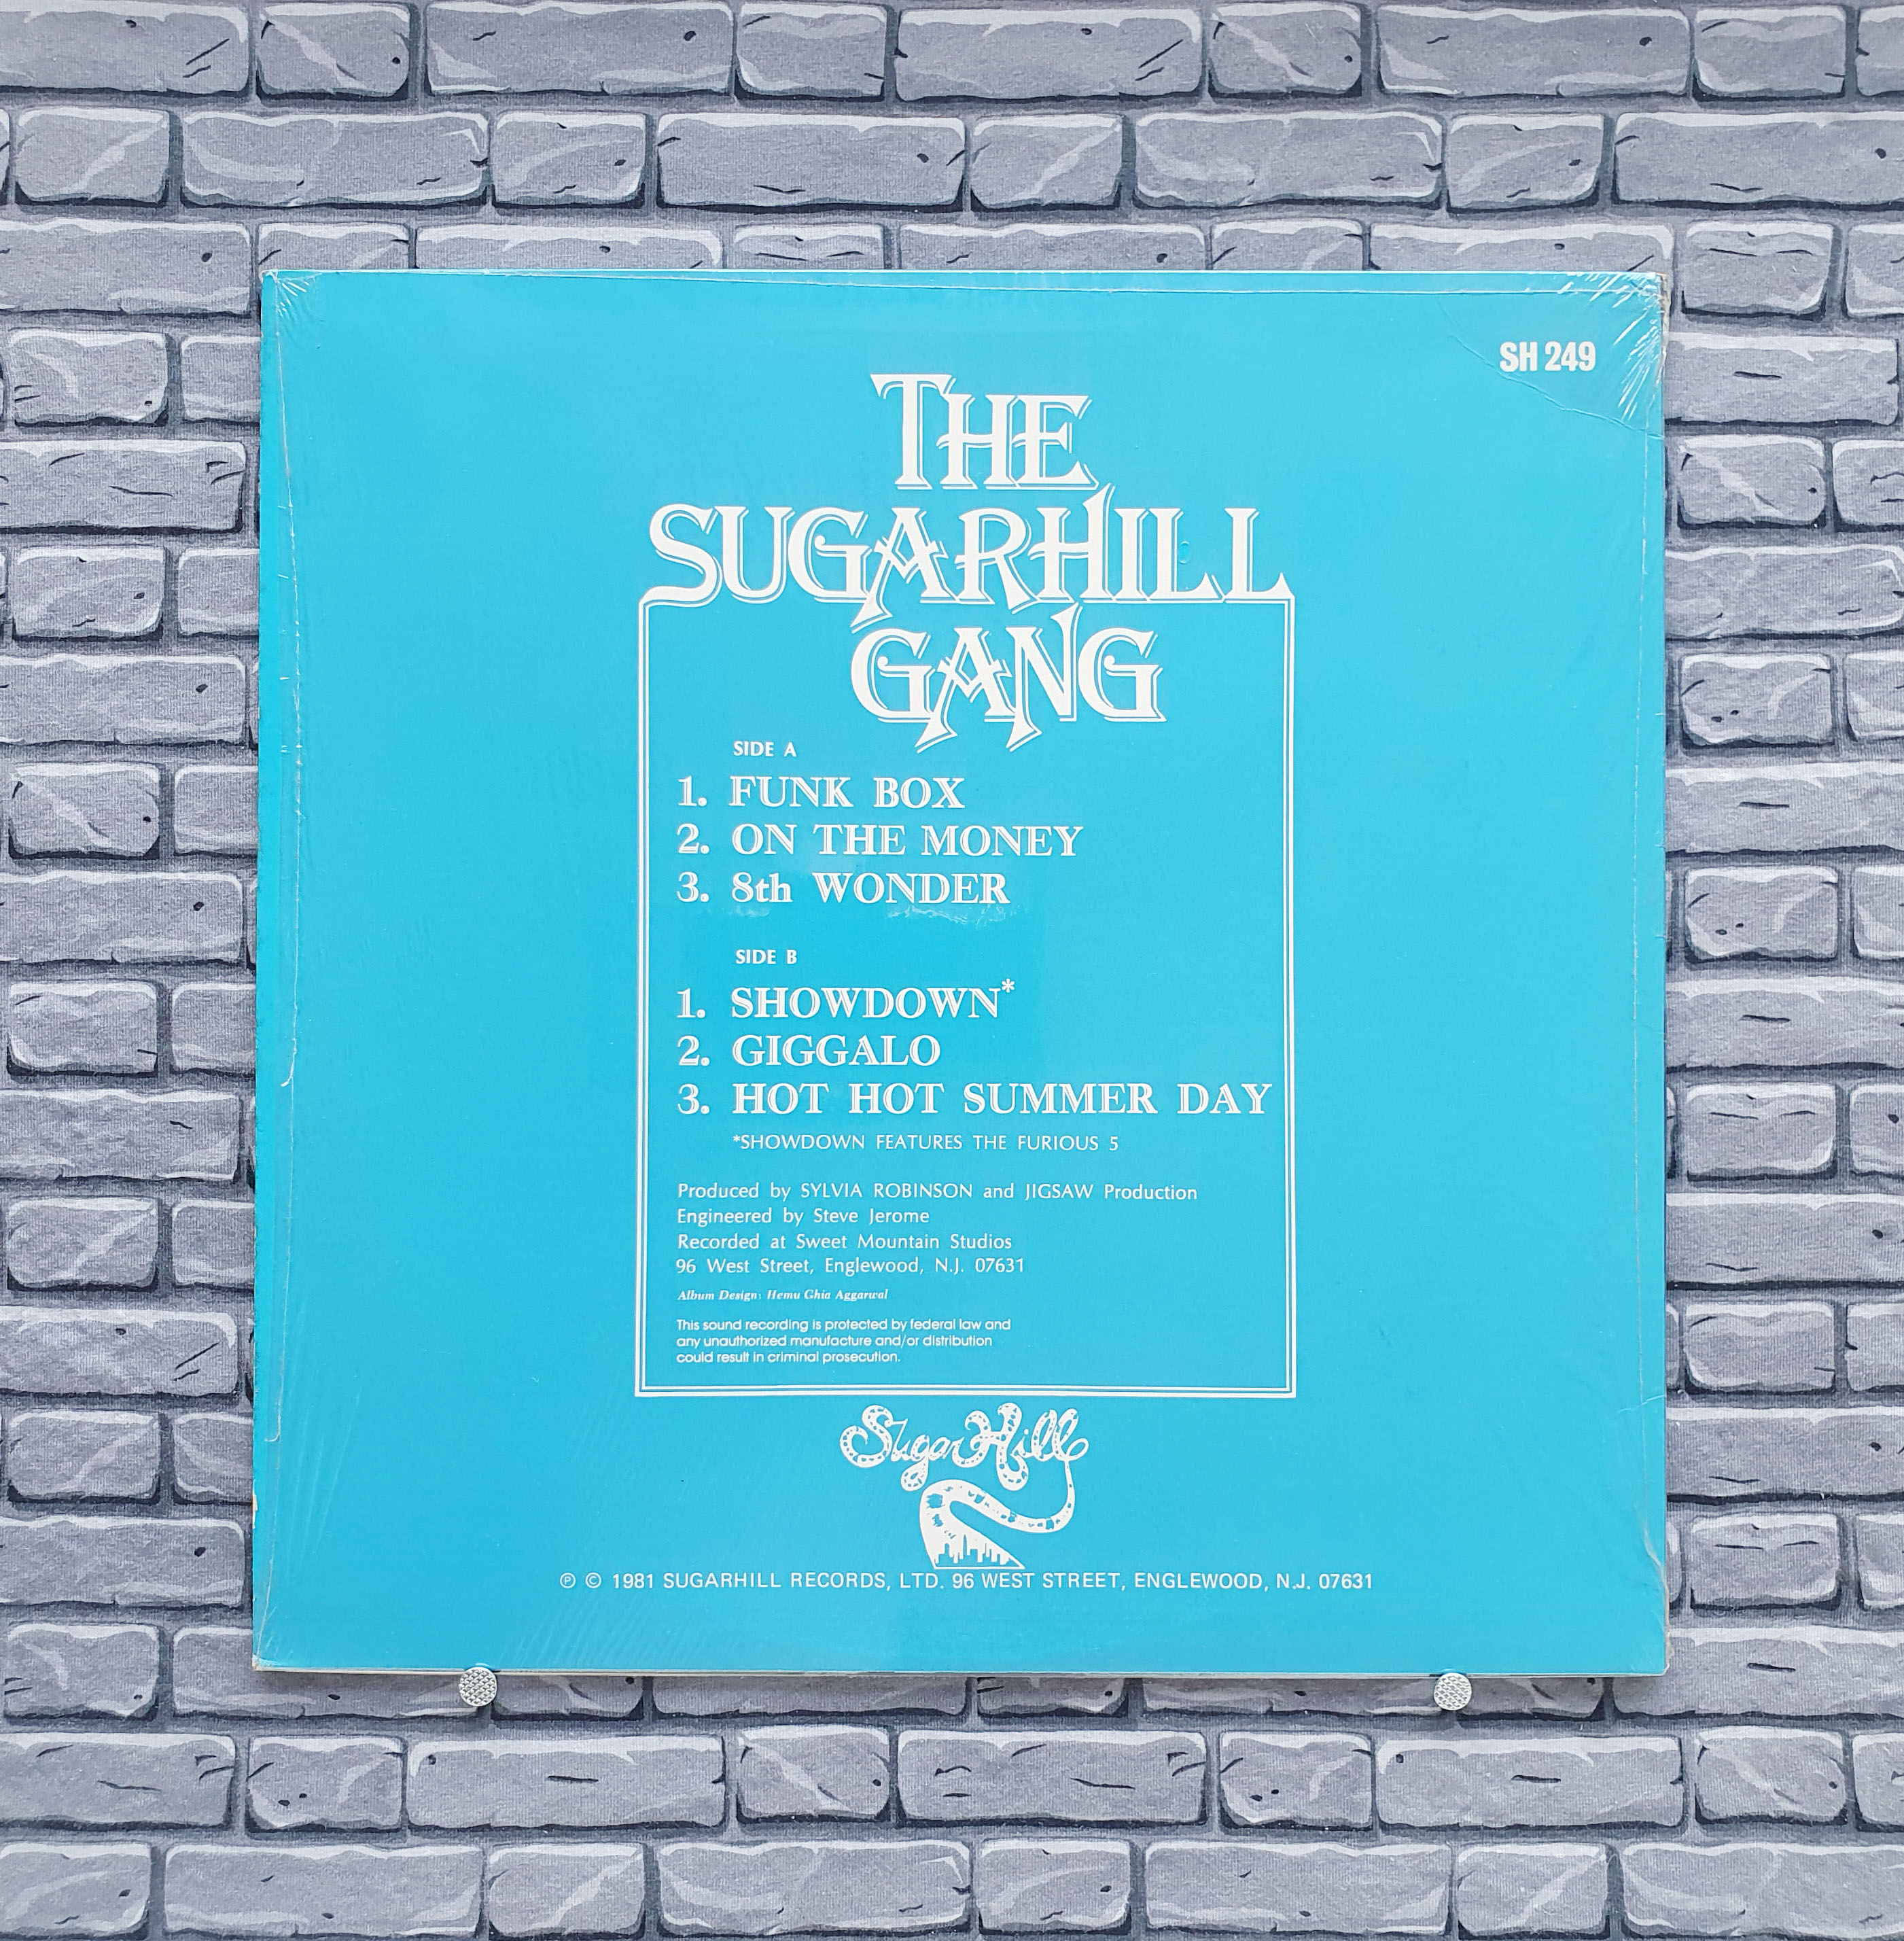 SH 249
THE
SUGARHILL
GANG
SIDE A
1. FUNK BOX
2. ON THE MONEY
3. 8th WONDER
SIDE B
1. SHOWDOWN*
2. GIGGALO
3. HOT HOT SUMMER DAY
*SHOWDOWN FEATURES THE FURIOUS 5
Produced by SYLVIA ROBINSON and JIGSAW Production
Engineered by Steve Jerome
Recorded at Sweet Mountain Studios
96 West Street, Englewood, N.J. 07631
Album Design: Hemu Ghia Aggarwal
This sound recording is protected by federal law and
any unauthorized manufacture and/or distribution
could result in criminal prosecution.
Sugar Hill
℗ © 1981 SUGARHILL RECORDS, LTD. 96 WEST STREET, ENGLEWOOD, N.J. 07631